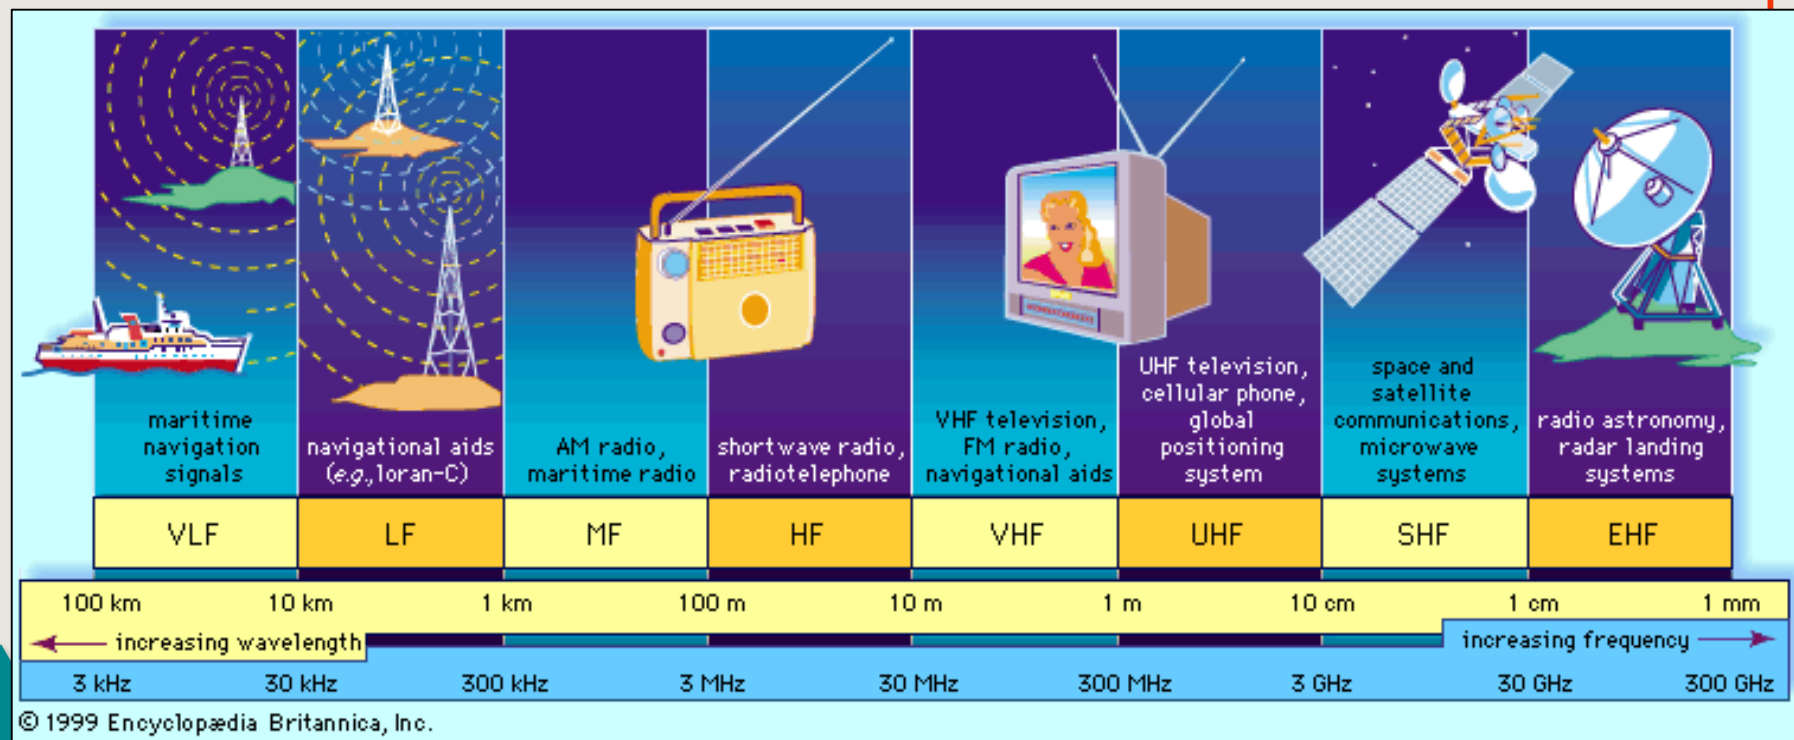 maritime
navigation
signals
navigational aids
(e.g., loran-C)
AM radio,
maritime radio
shortwave radio,
radiotelephone
VHF television,
FM radio,
navigational aids
UHF television,
cellular phone,
global
positioning
system
space and
satellite
communications,
microwave
systems
radio astronomy,
radar landing
systems
VLF LF MF HF VHF UHF SHF EHF
100 km 10 km 1 km 100 m 10 m 1 m 10 cm 1 cm 1 mm
increasing wavelength increasing frequency
3 kHz 30 kHz 300 kHz 3 MHz 30 MHz 300 MHz 3 GHz 30 GHz 300 GHz
© 1999 Encyclopædia Britannica, Inc.